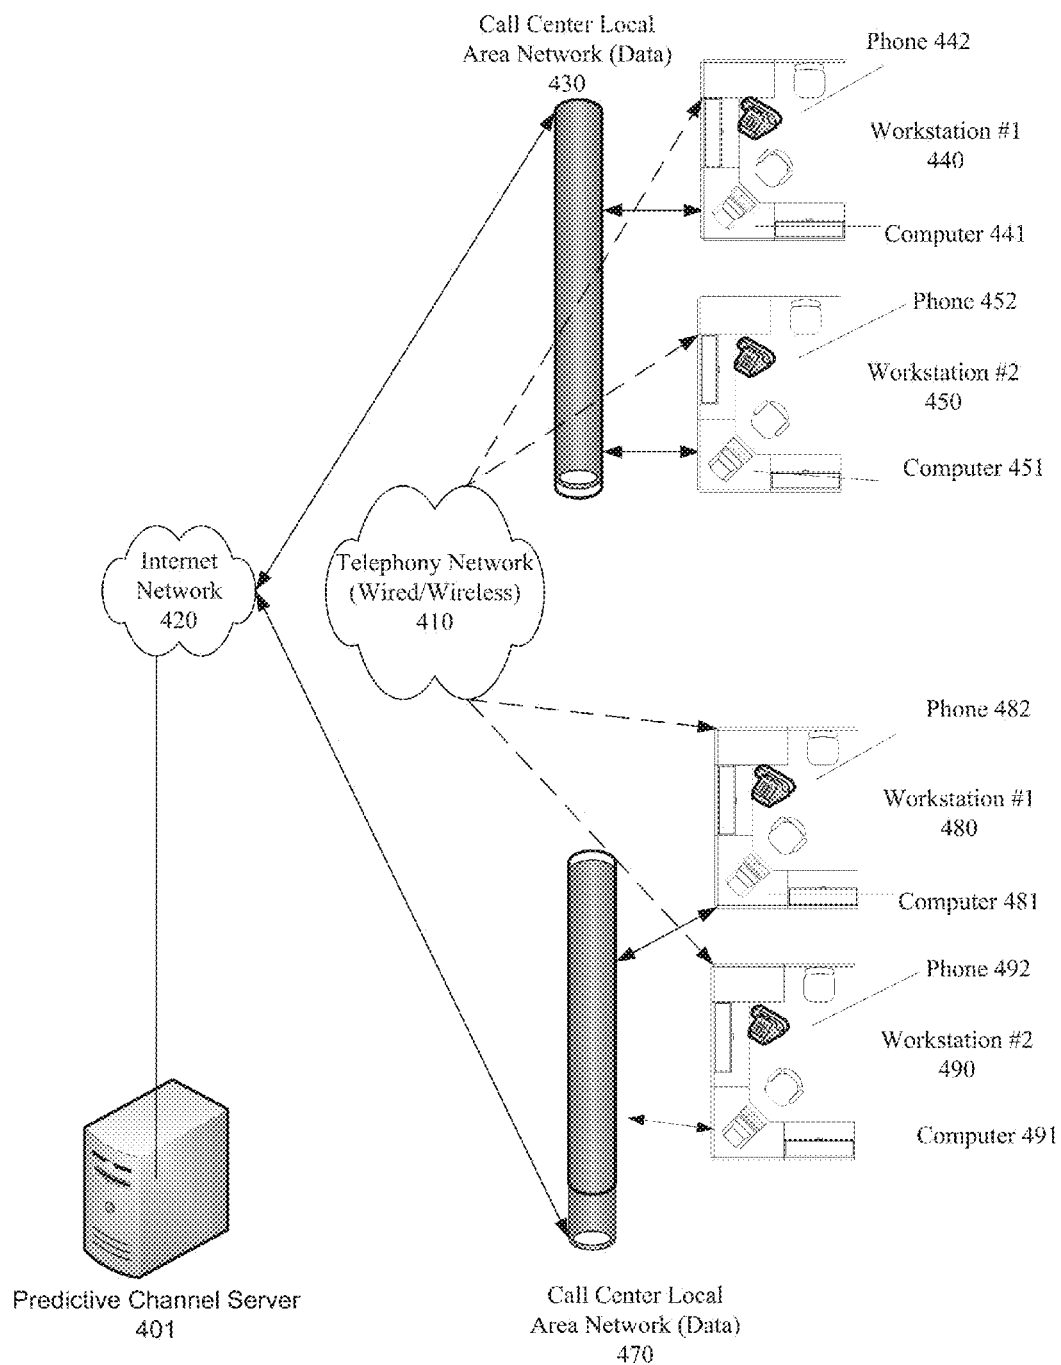 Call Center Local
Area Network (Data)
430
Phone 442
Workstation #1
440
Computer 441
Phone 452
Workstation #2
450
Computer 451
Internet
Network
420
Telephony Network
(Wired/Wireless)
410
Phone 482
Workstation #1
480
Computer 481
Phone 492
Workstation #2
490
Computer 491
Predictive Channel Server
401
Call Center Local
Area Network (Data)
470